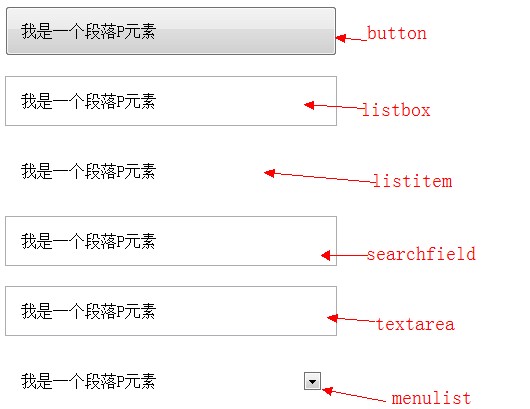 我是一个段落P元素
button
我是一个段落P元素
listbox
我是一个段落P元素
listitem
我是一个段落P元素
searchfield
我是一个段落P元素
textarea
我是一个段落P元素
menulist